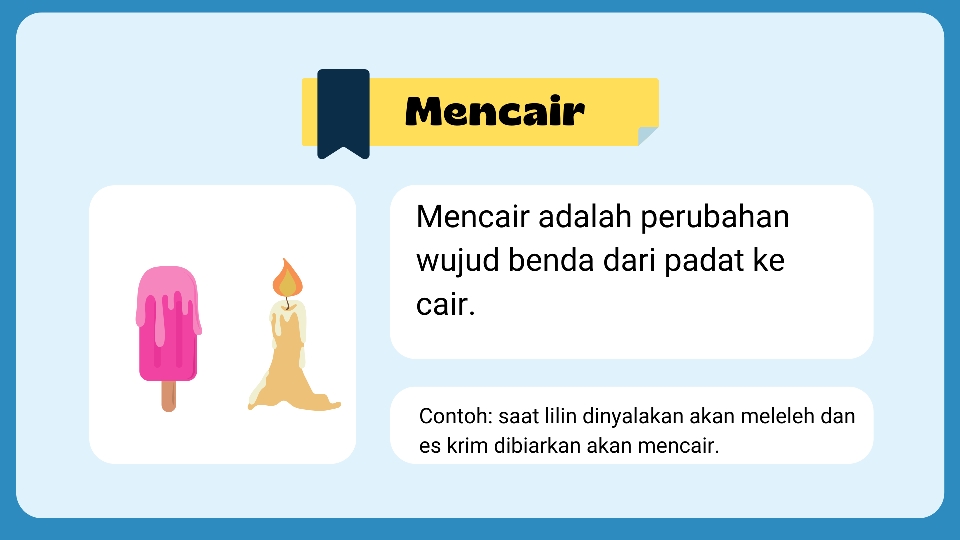 Mencair
Mencair adalah perubahan
wujud benda dari padat ke
cair.
Contoh: saat lilin dinyalakan akan meleleh dan
es krim dibiarkan akan mencair.